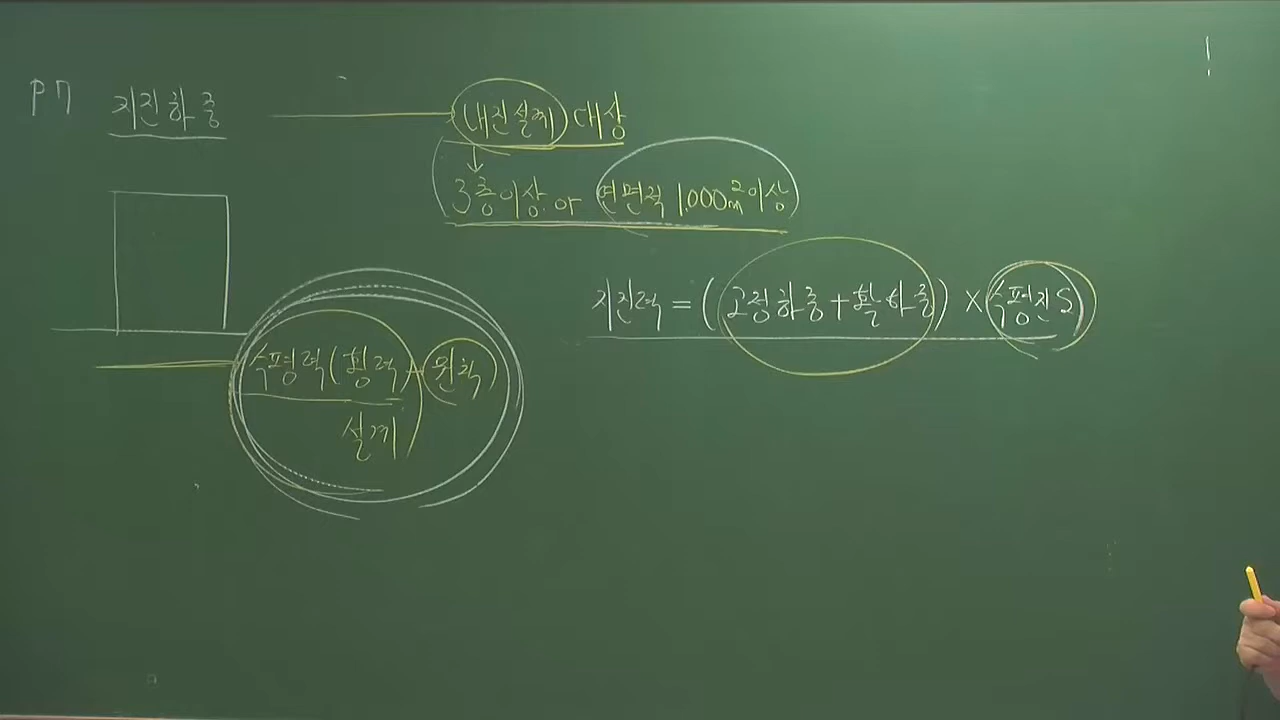 P7 지진하중
내진설계 대상
3층이상 or 연면적 1,000m²이상
지진력 = (고정하중+활하중) × 수평진S
수평력(횡력) 원칙
설계